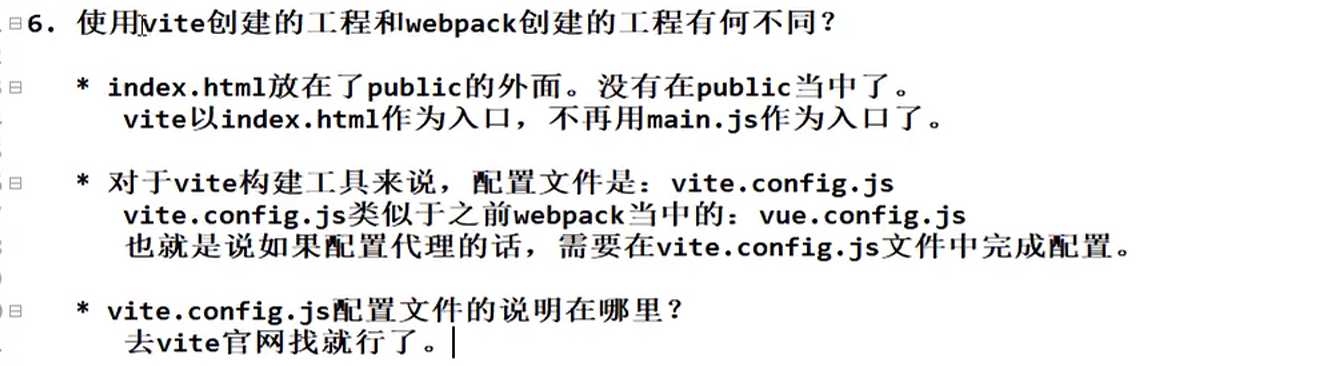 6. 使用vite创建的工程和webpack创建的工程有何不同？
* index.html放在了public的外面。没有在public当中了。
vite以index.html作为入口，不再用main.js作为入口了。
* 对于vite构建工具来说，配置文件是：vite.config.js
vite.config.js类似于之前webpack当中的：vue.config.js
也就是说如果配置代理的话，需要在vite.config.js文件中完成配置。
* vite.config.js配置文件的说明在哪里？
去vite官网找就行了。